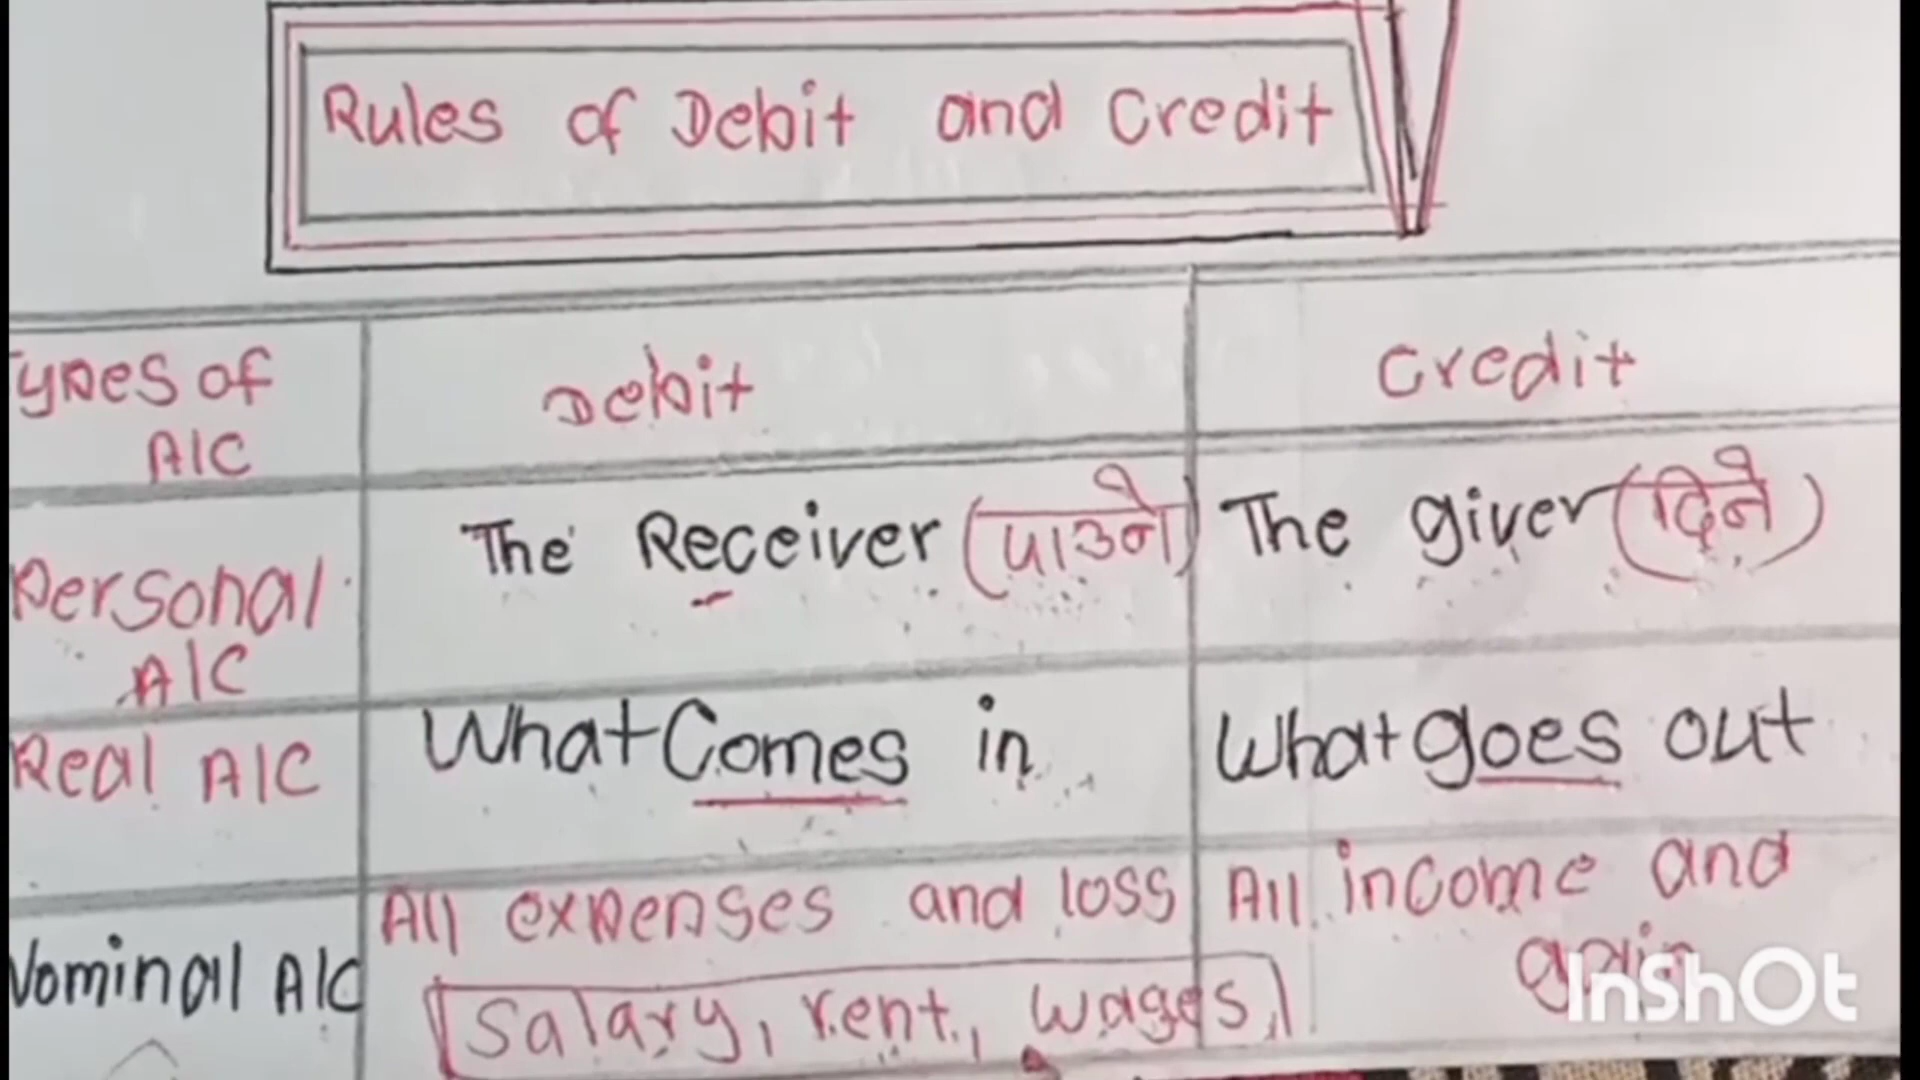 Rules of Debit and Credit
Types of A/C
Debit
Credit
Personal A/C
The Receiver (पाउने)
The giver (दिने)
Real A/C
What Comes in
What goes out
Nominal A/C
All expenses and loss
Salary, rent, wages,
All income and
gain
InShOt